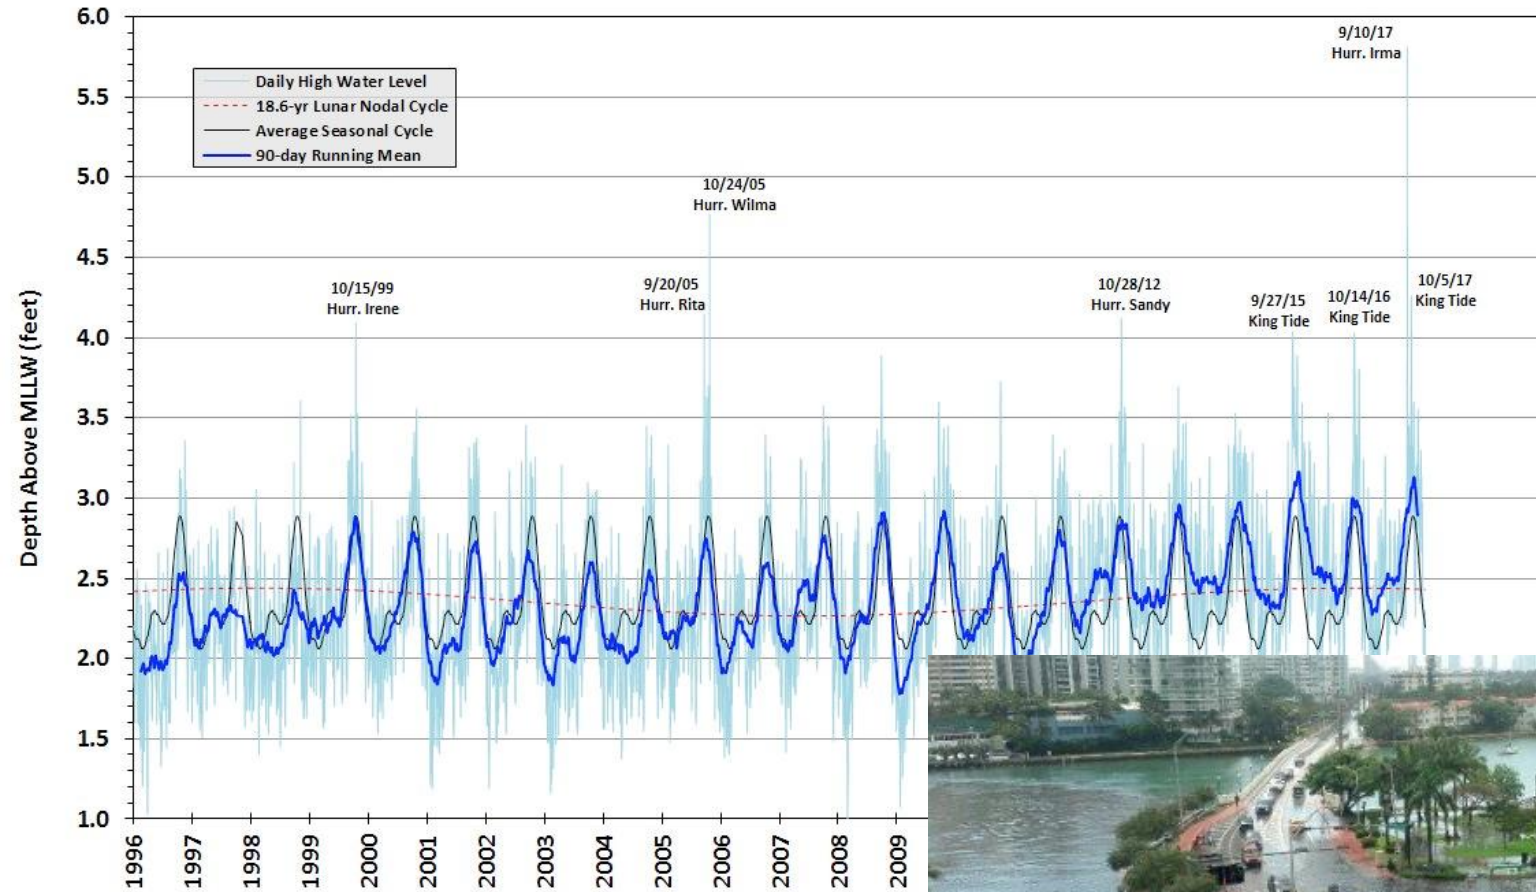 6.0
5.5
5.0
4.5
4.0
3.5
3.0
2.5
2.0
1.5
1.0
Depth Above MLLW (feet)
Daily High Water Level
18.6-yr Lunar Nodal Cycle
Average Seasonal Cycle
90-day Running Mean
10/15/99
Hurr. Irene
9/20/05
Hurr. Rita
10/24/05
Hurr. Wilma
10/28/12
Hurr. Sandy
9/27/15
King Tide
10/14/16
King Tide
9/10/17
Hurr. Irma
10/5/17
King Tide
1996
1997
1998
1999
2000
2001
2002
2003
2004
2005
2006
2007
2008
2009